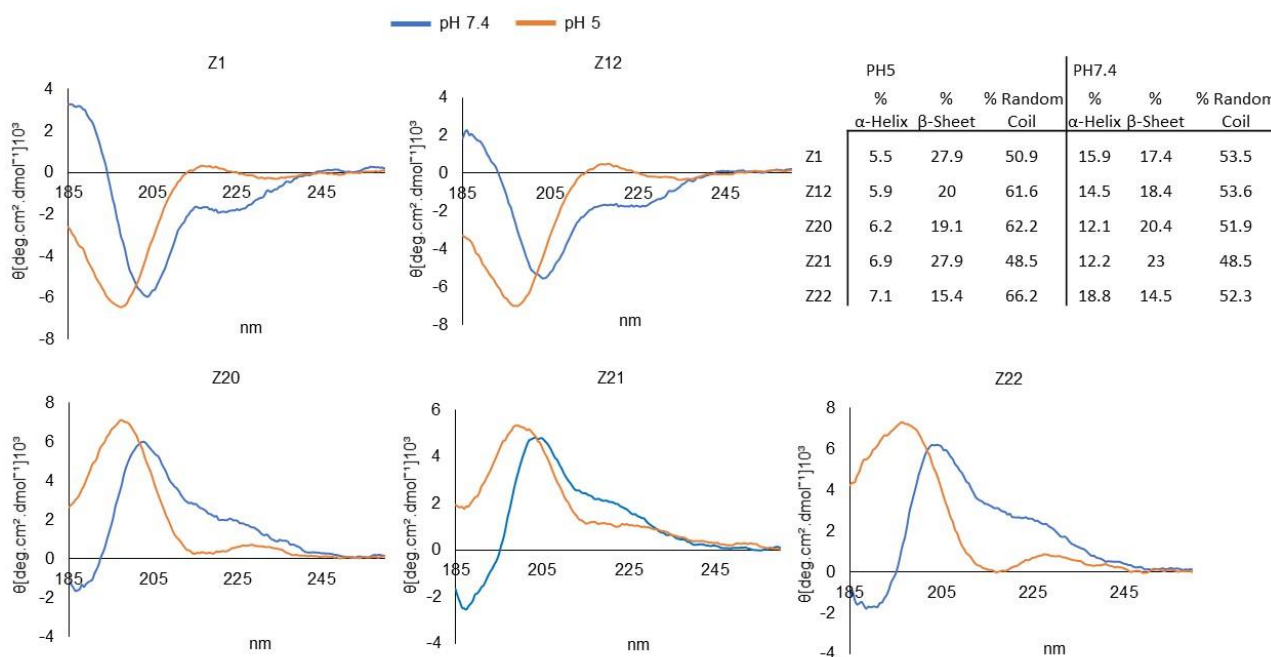 pH 7.4 pH 5
Z1
4
2
0
-2
-4
-6
-8
185 205 225 245
θ[deg.cm².dmol⁻¹]10³
nm
Z12
4
2
0
-2
-4
-6
-8
185 205 225 245
θ[deg.cm².dmol⁻¹]10³
nm
PH5 PH7.4
% % % Random % % % Random
α-Helix β-Sheet Coil α-Helix β-Sheet Coil
Z1 5.5 27.9 50.9 15.9 17.4 53.5
Z12 5.9 20 61.6 14.5 18.4 53.6
Z20 6.2 19.1 62.2 12.1 20.4 51.9
Z21 6.9 27.9 48.5 12.2 23 48.5
Z22 7.1 15.4 66.2 18.8 14.5 52.3
Z20
8
6
4
2
0
-2
-4
185 205 225 245
θ[deg.cm².dmol⁻¹]10³
nm
Z21
6
4
2
0
-2
-4
185 205 225 245
θ[deg.cm².dmol⁻¹]10³
nm
Z22
8
6
4
2
0
-2
-4
185 205 225 245
θ[deg.cm².dmol⁻¹]10³
nm